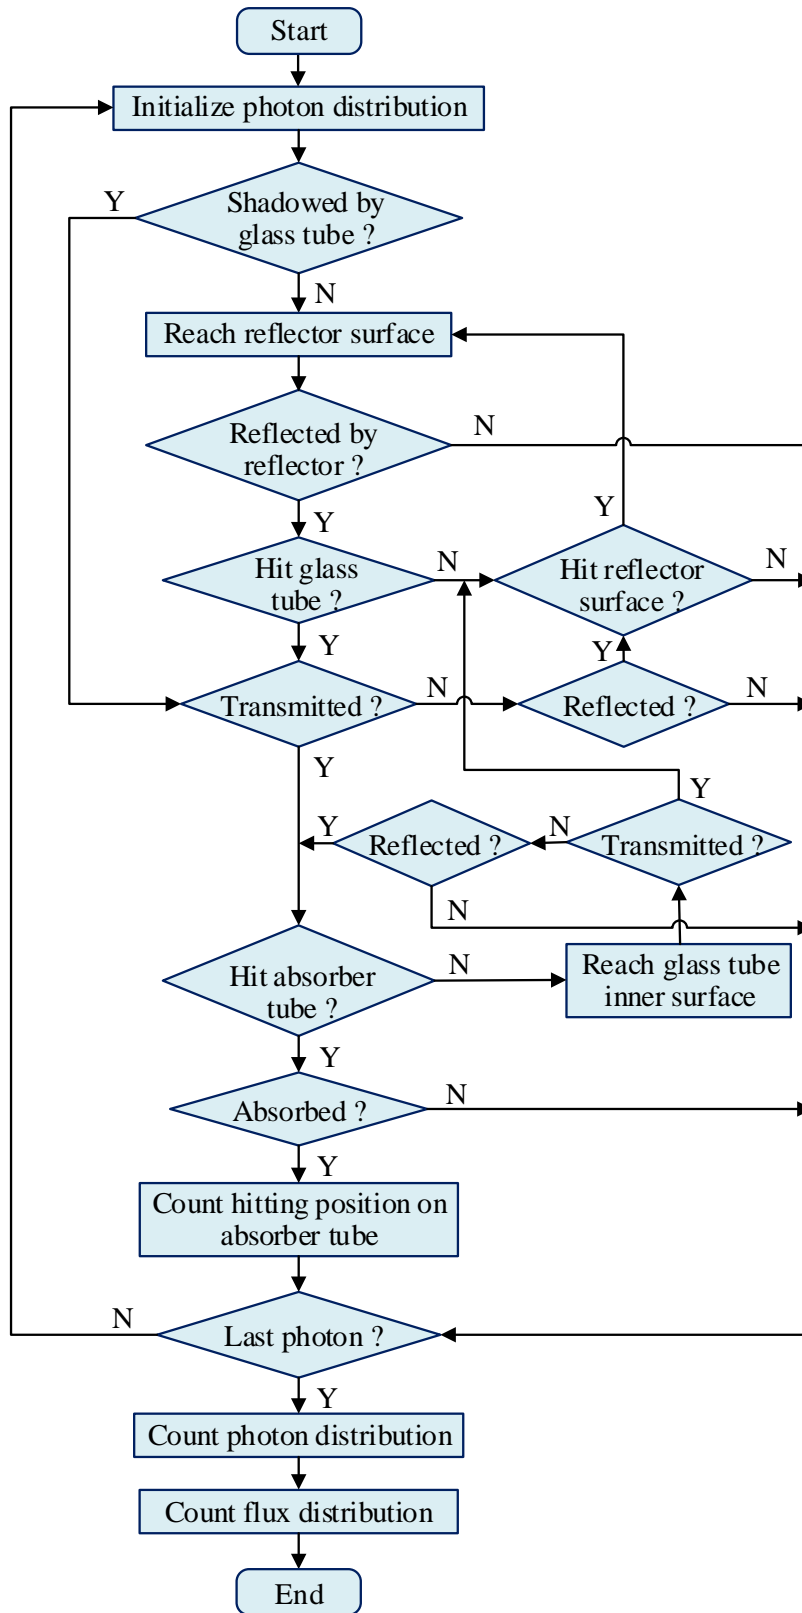 Start
Initialize photon distribution
Y
Shadowed by
glass tube ?
N
Reach reflector surface
Reflected by
reflector ?
N
Y
Y
Hit glass
tube ?
N
Hit reflector
surface ?
N
Y
Y
Transmitted ?
N
Reflected ?
N
Y
Y
Y
Reflected ?
N
Transmitted ?
N
Hit absorber
tube ?
N
Reach glass tube
inner surface
Y
Absorbed ?
N
Y
Count hitting position on
absorber tube
N
Last photon ?
Y
Count photon distribution
Count flux distribution
End